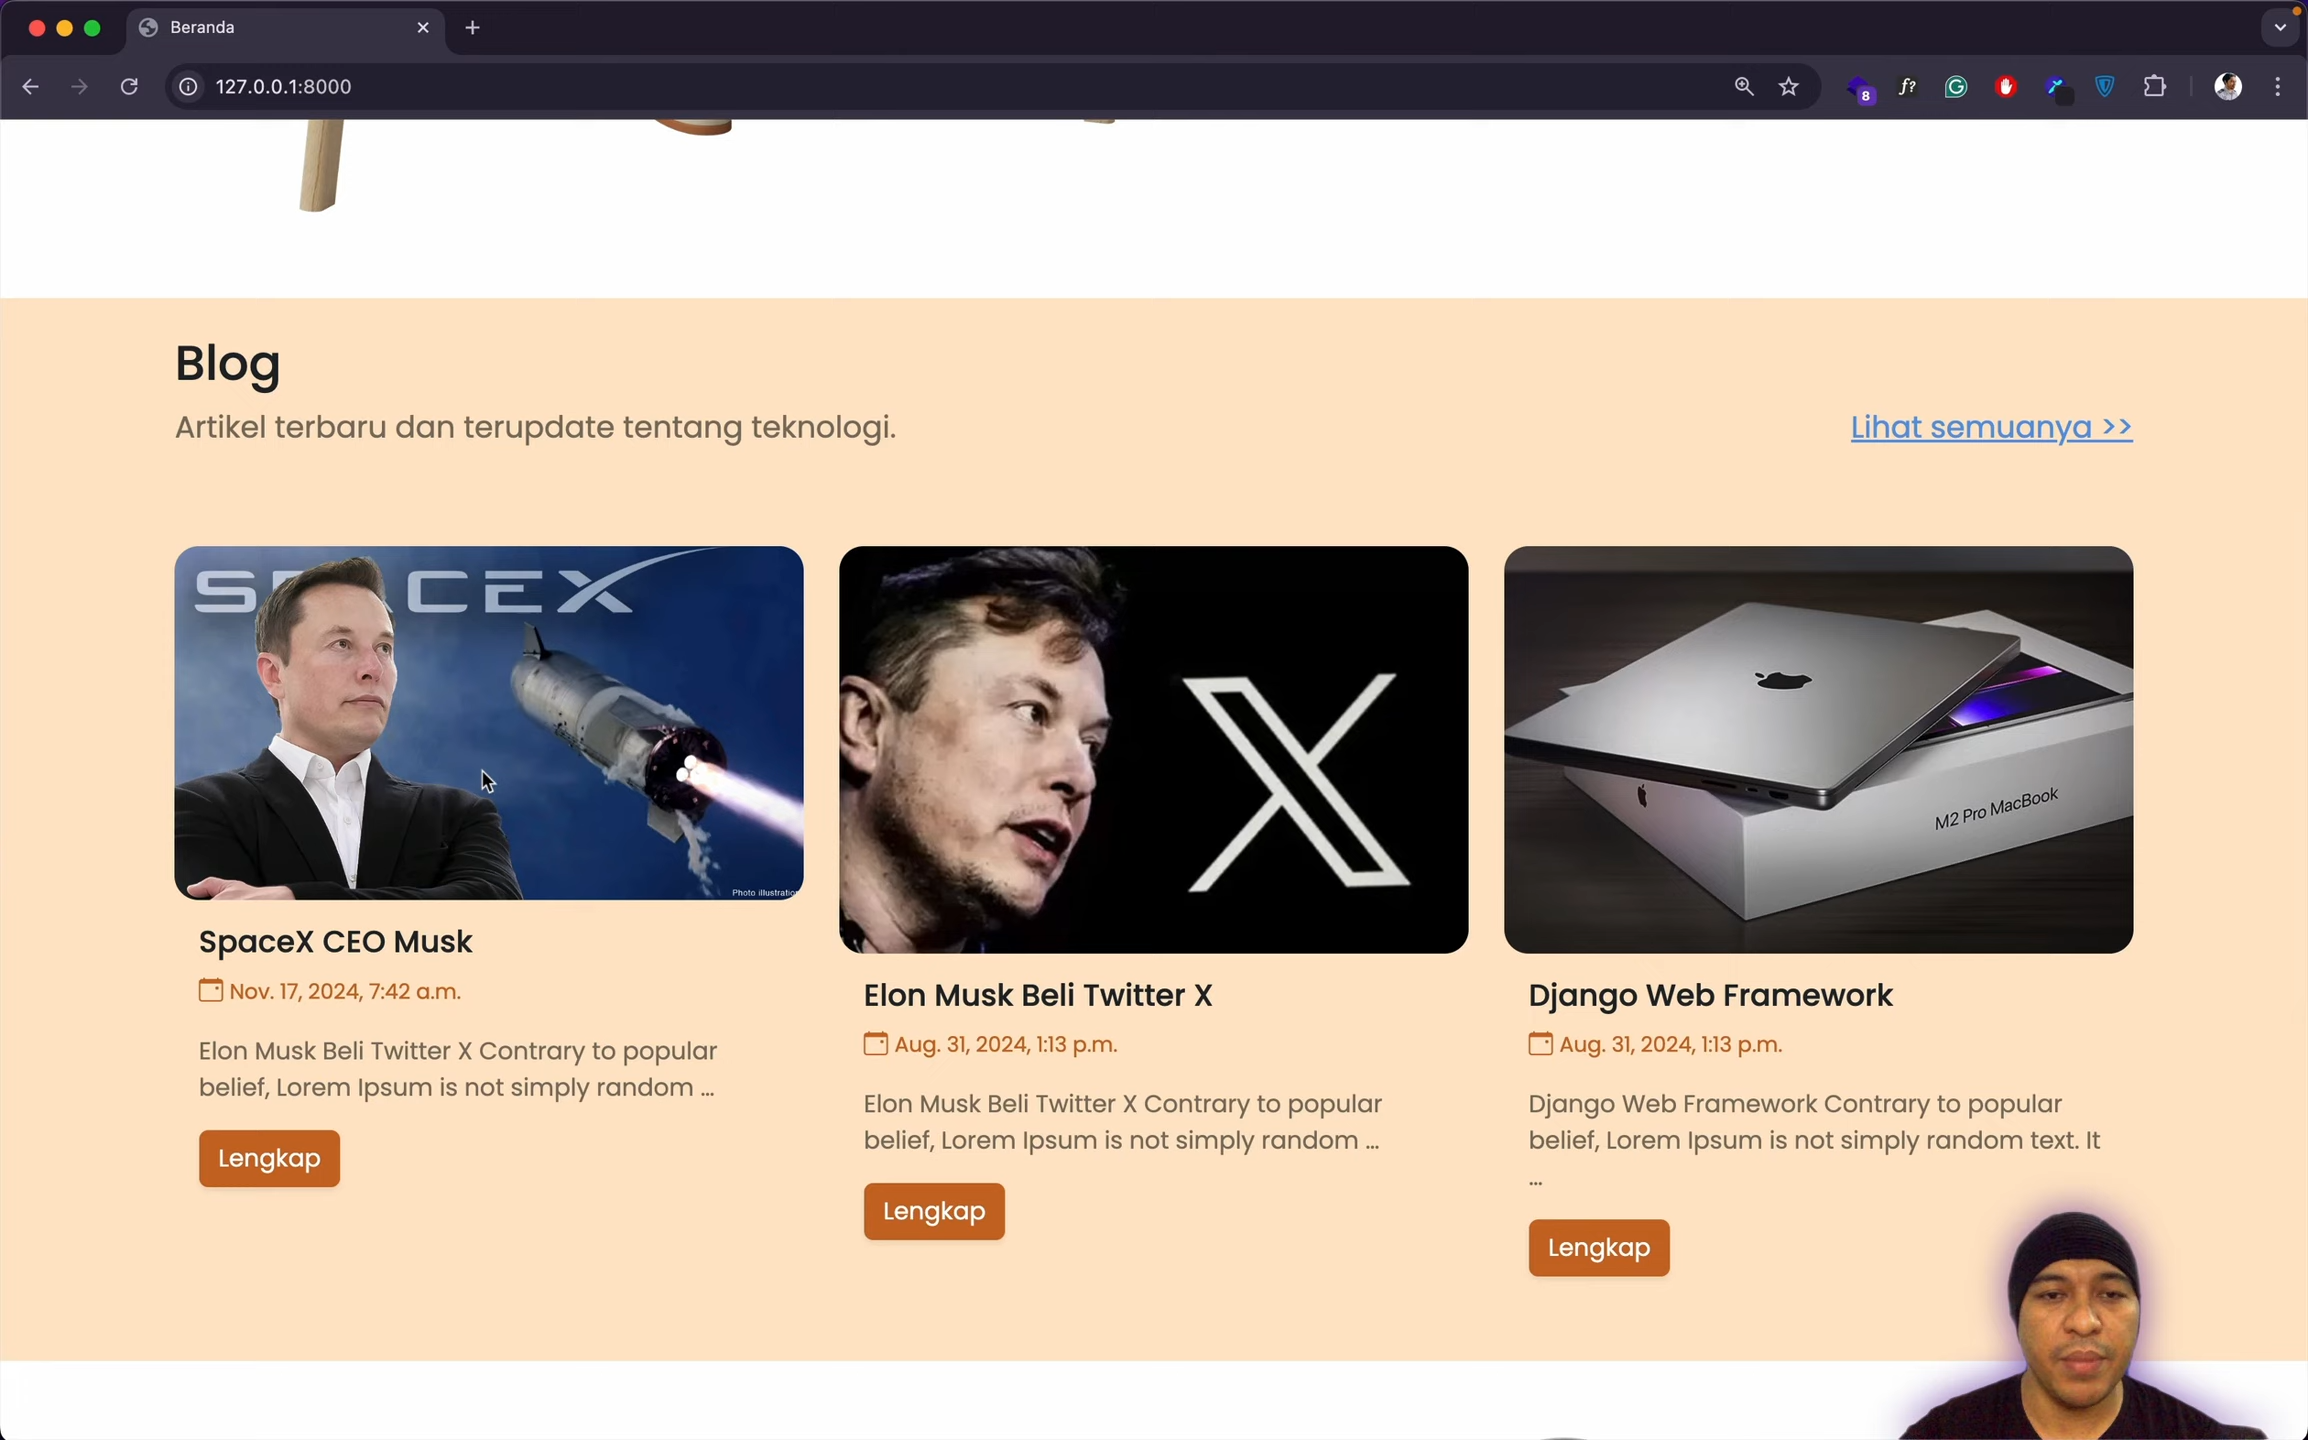 Beranda
127.0.0.1:8000
8
f?
Blog
Artikel terbaru dan terupdate tentang teknologi.
Lihat semuanya >>
SPACEX
Photo illustration
X
M2 Pro MacBook
SpaceX CEO Musk
Nov. 17, 2024, 7:42 a.m.
Elon Musk Beli Twitter X Contrary to popular
belief, Lorem Ipsum is not simply random ...
Lengkap
Elon Musk Beli Twitter X
Aug. 31, 2024, 1:13 p.m.
Elon Musk Beli Twitter X Contrary to popular
belief, Lorem Ipsum is not simply random ...
Lengkap
Django Web Framework
Aug. 31, 2024, 1:13 p.m.
Django Web Framework Contrary to popular
belief, Lorem Ipsum is not simply random text. It
...
Lengkap